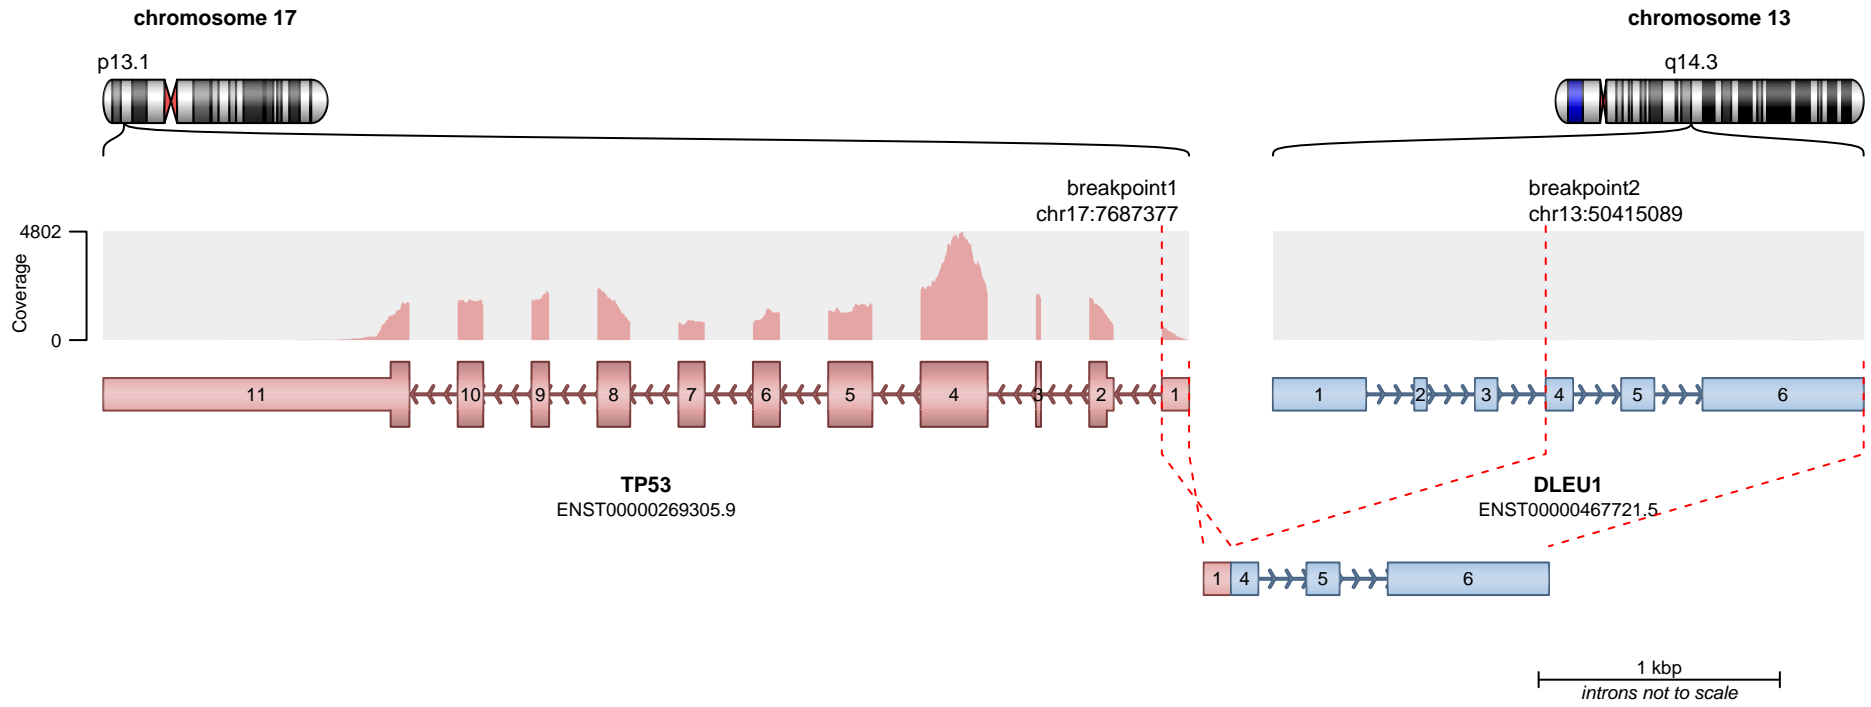 chromosome 17
chromosome 13
p13.1
q14.3
breakpoint1
chr17:7687377
breakpoint2
chr13:50415089
4802
Coverage
0
11 10 9 8 7 6 5 4 3 2 1
1 2 3 4 5 6
TP53
ENST00000269305.9
DLEU1
ENST00000467721.5
1 4 5 6
1 kbp
introns not to scale